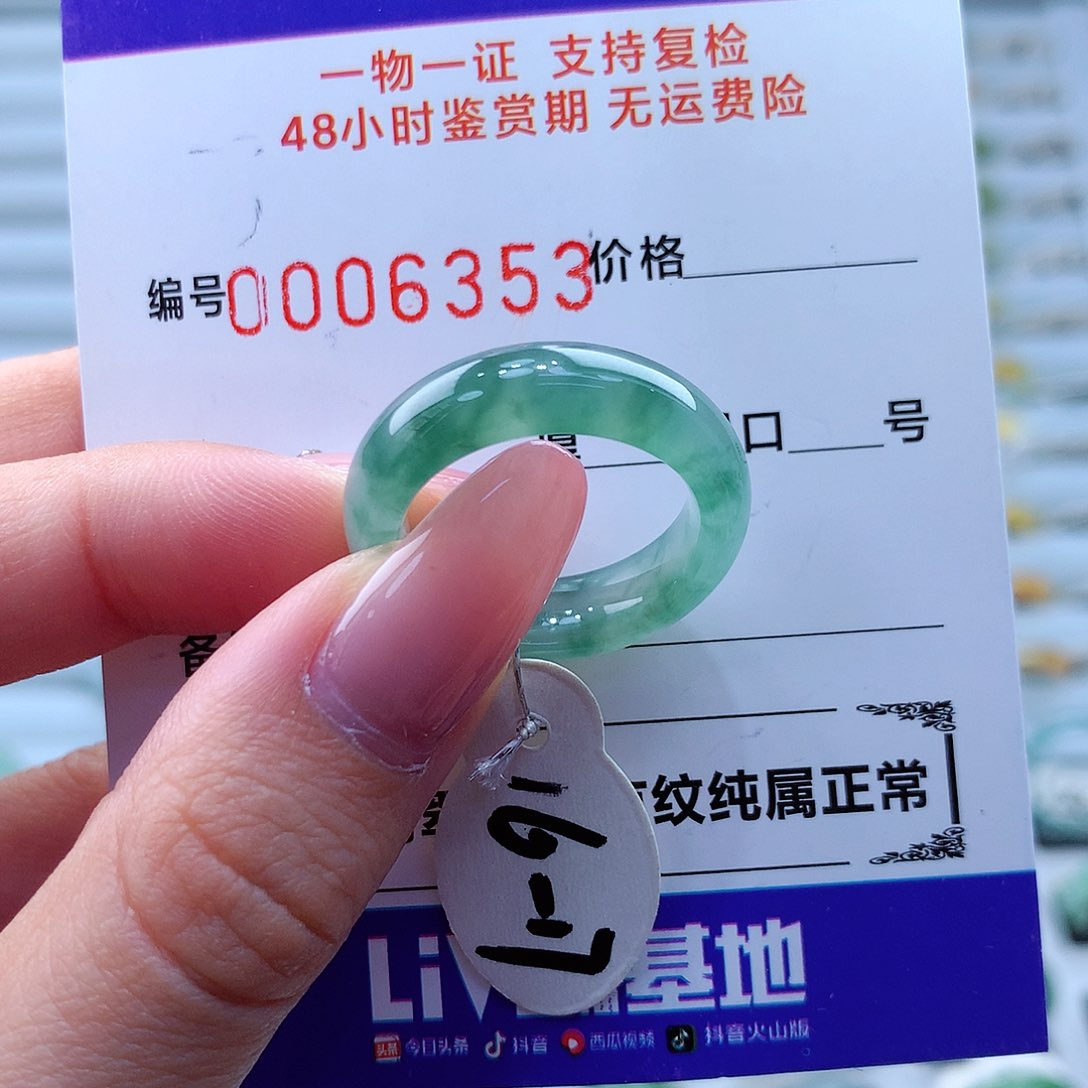 一物一证 支持复检
48小时鉴赏期 无运费险
编号0006353价格
口 号
纹纯属正常
16-17
LiV 基地
今日头条 抖音 西瓜视频 抖音火山版